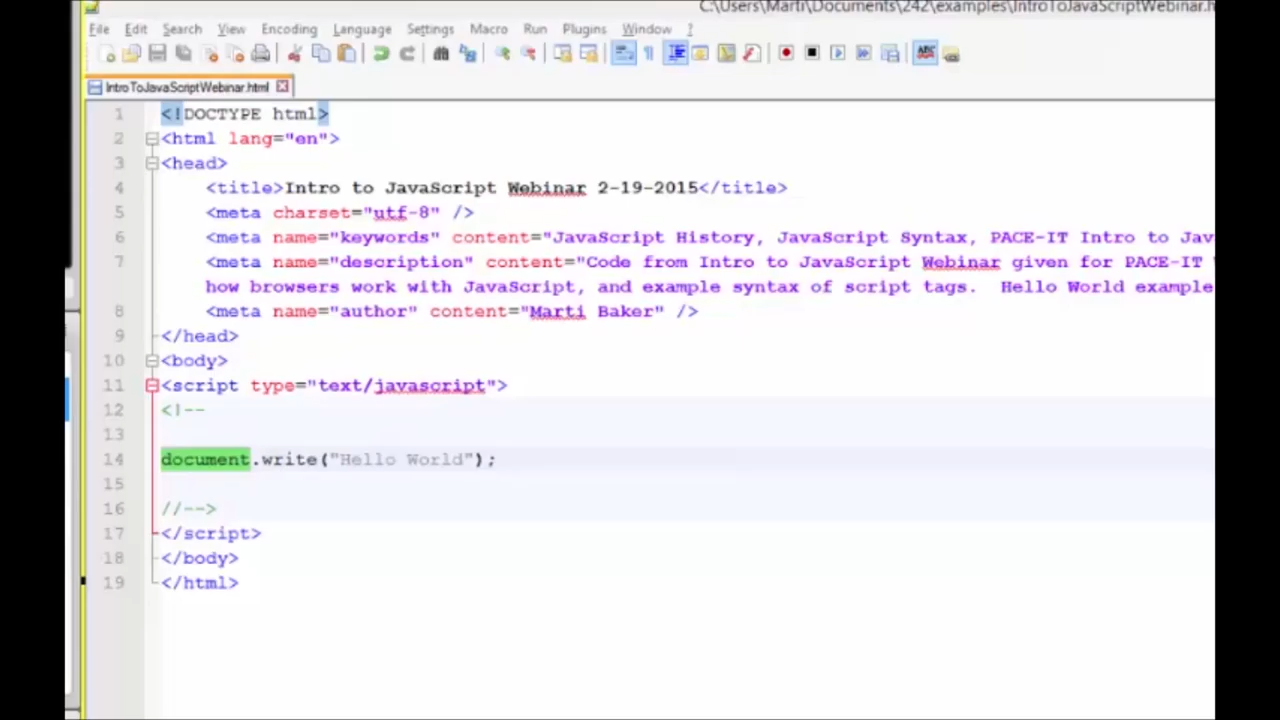 C:\Users\Marti\Documents\242\examples\IntroToJavaScriptWebinar.h
File Edit Search View Encoding Language Settings Macro Run Plugins Window ?
ABC
IntroToJavaScriptWebinar.html
1 <!DOCTYPE html>
2 <html lang="en">
3 <head>
4 <title>Intro to JavaScript Webinar 2-19-2015</title>
5 <meta charset="utf-8" />
6 <meta name="keywords" content="JavaScript History, JavaScript Syntax, PACE-IT Intro to Jav
7 <meta name="description" content="Code from Intro to JavaScript Webinar given for PACE-IT
how browsers work with JavaScript, and example syntax of script tags. Hello World example
8 <meta name="author" content="Marti Baker" />
9 </head>
10 <body>
11 <script type="text/javascript">
12 <!--
13
14 document.write("Hello World");
15
16 //-->
17 </script>
18 </body>
19 </html>